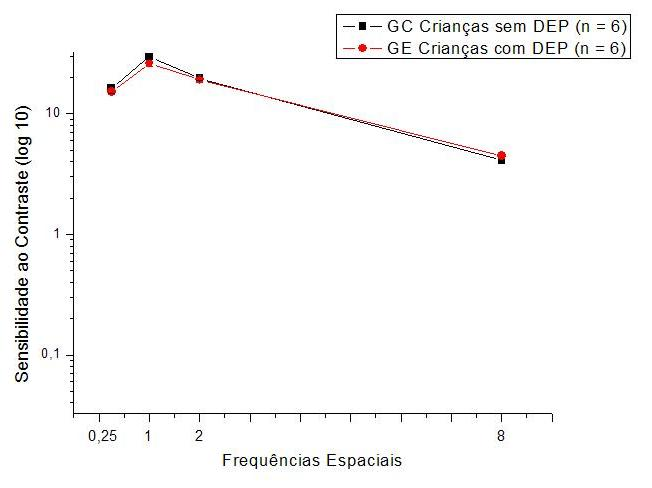 GC Crianças sem DEP (n = 6)
GE Crianças com DEP (n = 6)
Sensibilidade ao Contraste (log 10)
10
1
0,1
0,25 1 2 8
Frequências Espaciais